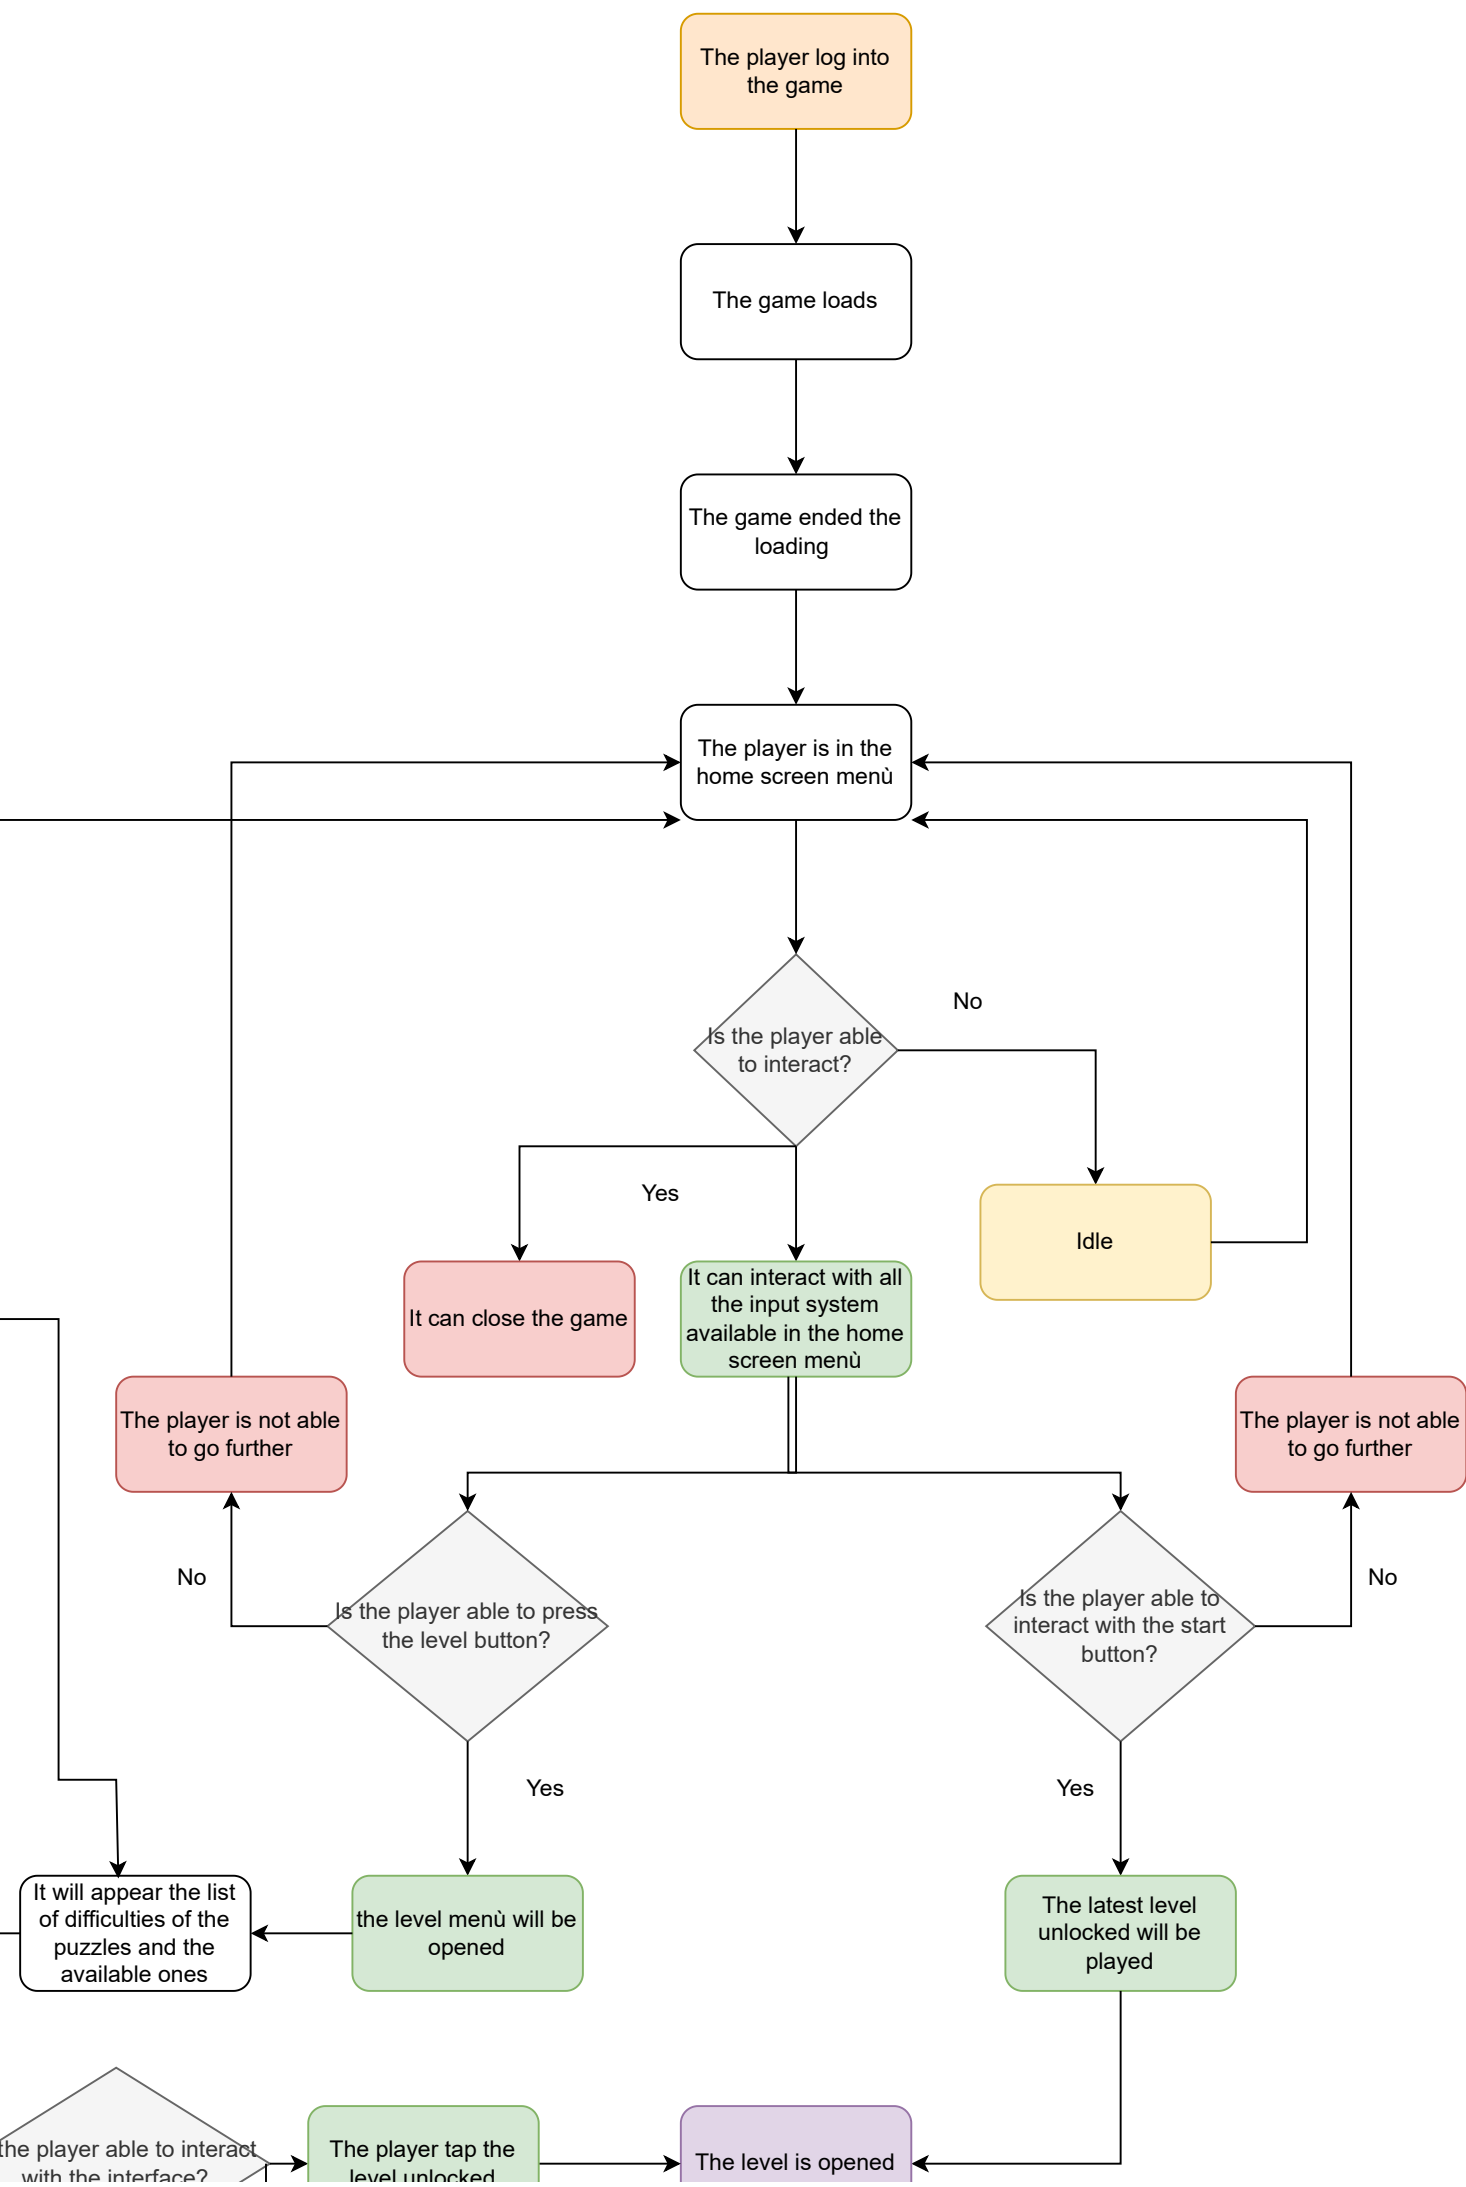 The player log into
the game
The game loads
The game ended the
loading
The player is in the
home screen menù
No
Is the player able
to interact?
Yes
Idle
It can close the game
It can interact with all
the input system
available in the home
screen menù
The player is not able
to go further
The player is not able
to go further
No
No
Is the player able to press
the level button?
Is the player able to
interact with the start
button?
Yes
Yes
It will appear the list
of difficulties of the
puzzles and the
available ones
the level menù will be
opened
The latest level
unlocked will be
played
the player able to interact
with the interface?
The player tap the
level unlocked
The level is opened